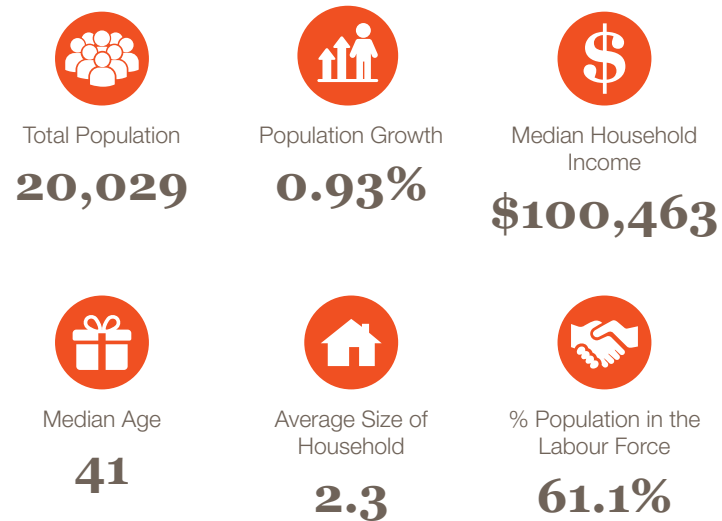 $
Total Population
20,029
Population Growth
0.93%
Median Household
Income
$100,463
Median Age
41
Average Size of
Household
2.3
% Population in the
Labour Force
61.1%